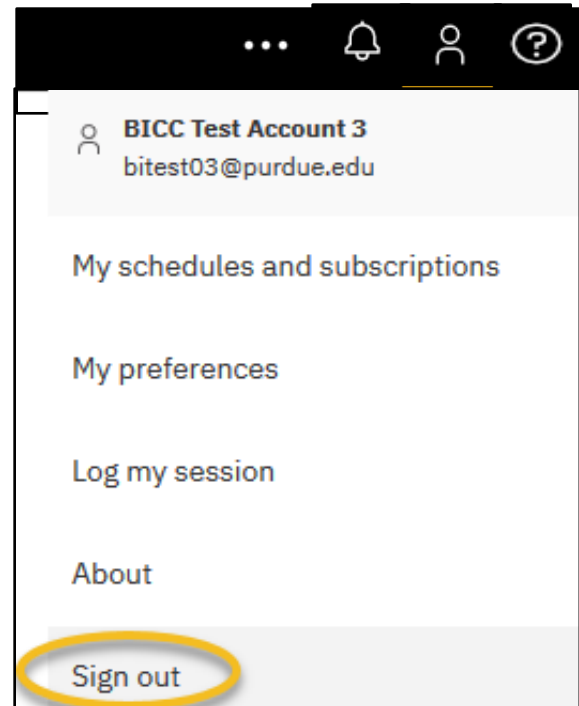 BICC Test Account 3
bitest03@purdue.edu
My schedules and subscriptions
My preferences
Log my session
About
Sign out